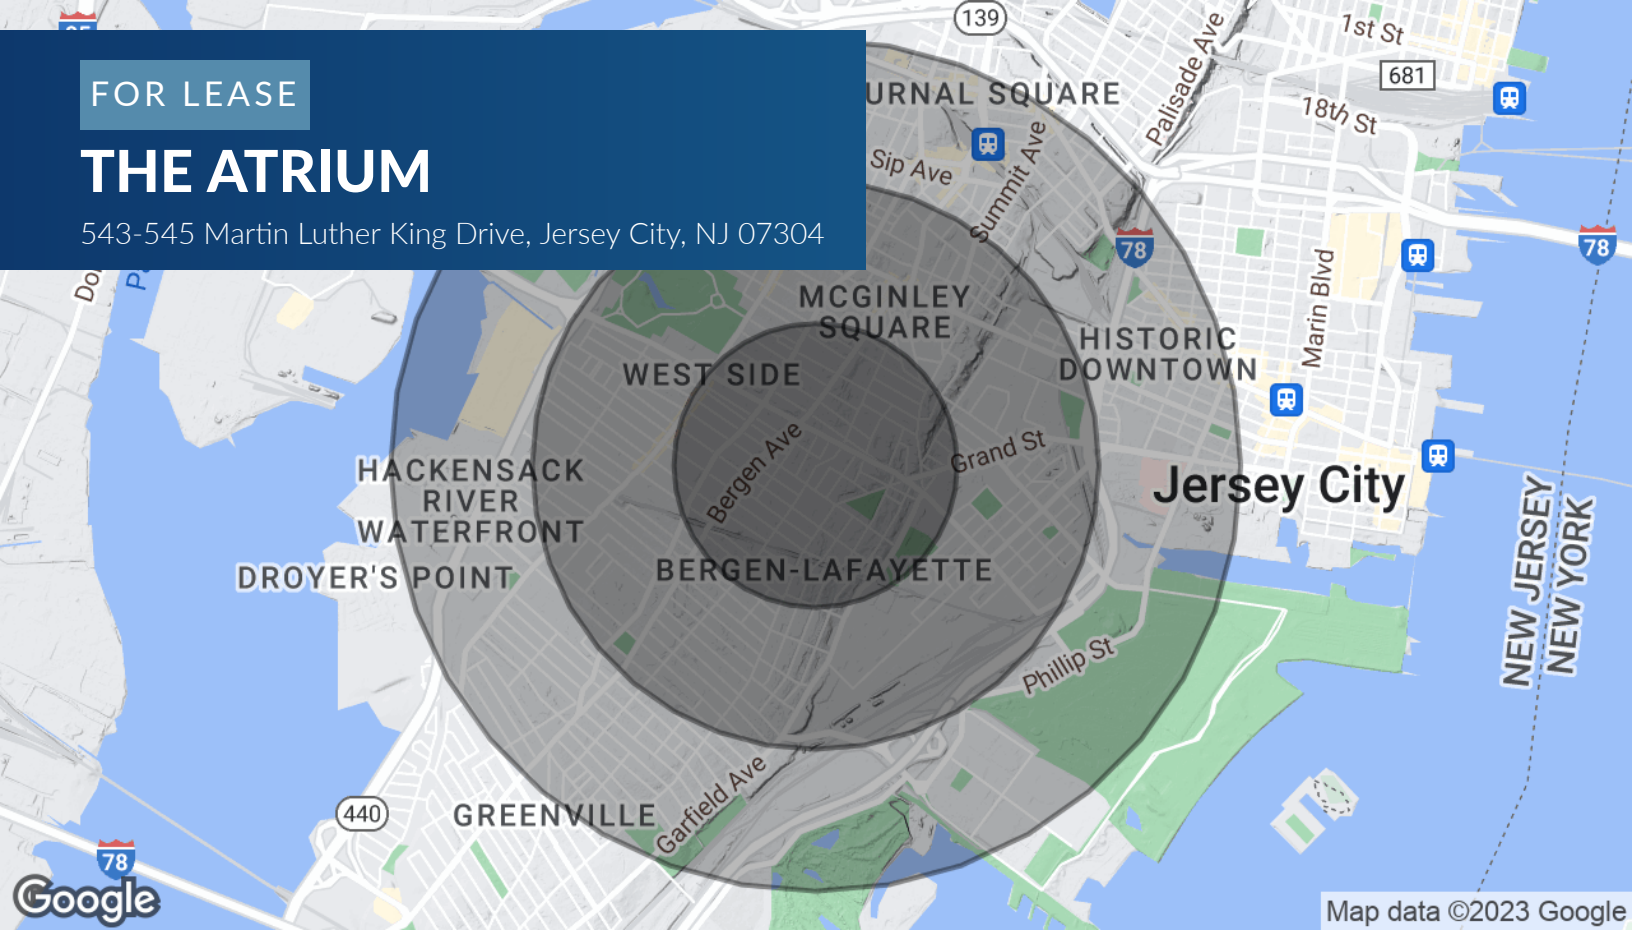 139
1st St
681
95
FOR LEASE
URNAL SQUARE
Palisade Ave
18th St
THE ATRIUM
Sip Ave
Summit Ave
543-545 Martin Luther King Drive, Jersey City, NJ 07304
78
78
MCGINLEY
SQUARE
Marin Blvd
HISTORIC
DOWNTOWN
WEST SIDE
Bergen Ave
Grand St
HACKENSACK
RIVER
WATERFRONT
Jersey City
DROYER'S POINT
BERGEN-LAFAYETTE
NEW JERSEY
NEW YORK
Phillip St
440
GREENVILLE
Garfield Ave
78
Google
Map data ©2023 Google